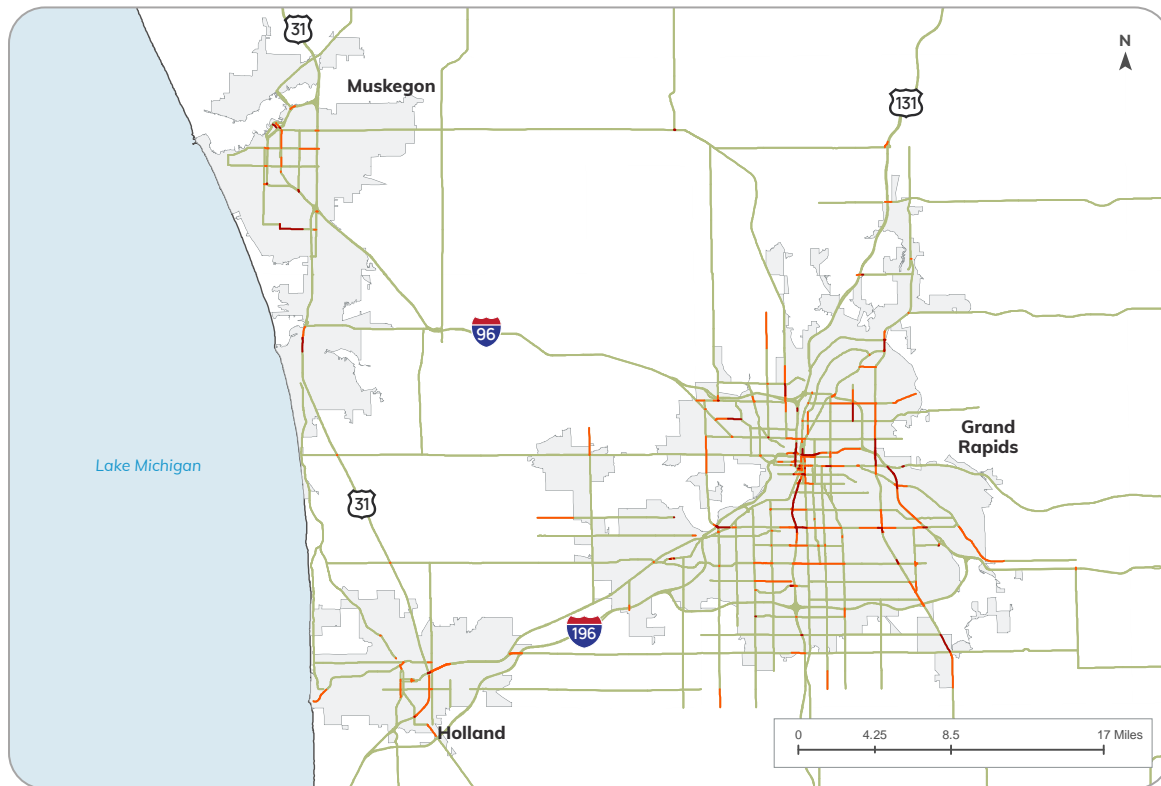 31
Muskegon
N
131
96
Grand
Rapids
Lake Michigan
31
196
Holland
0 4.25 8.5 17 Miles